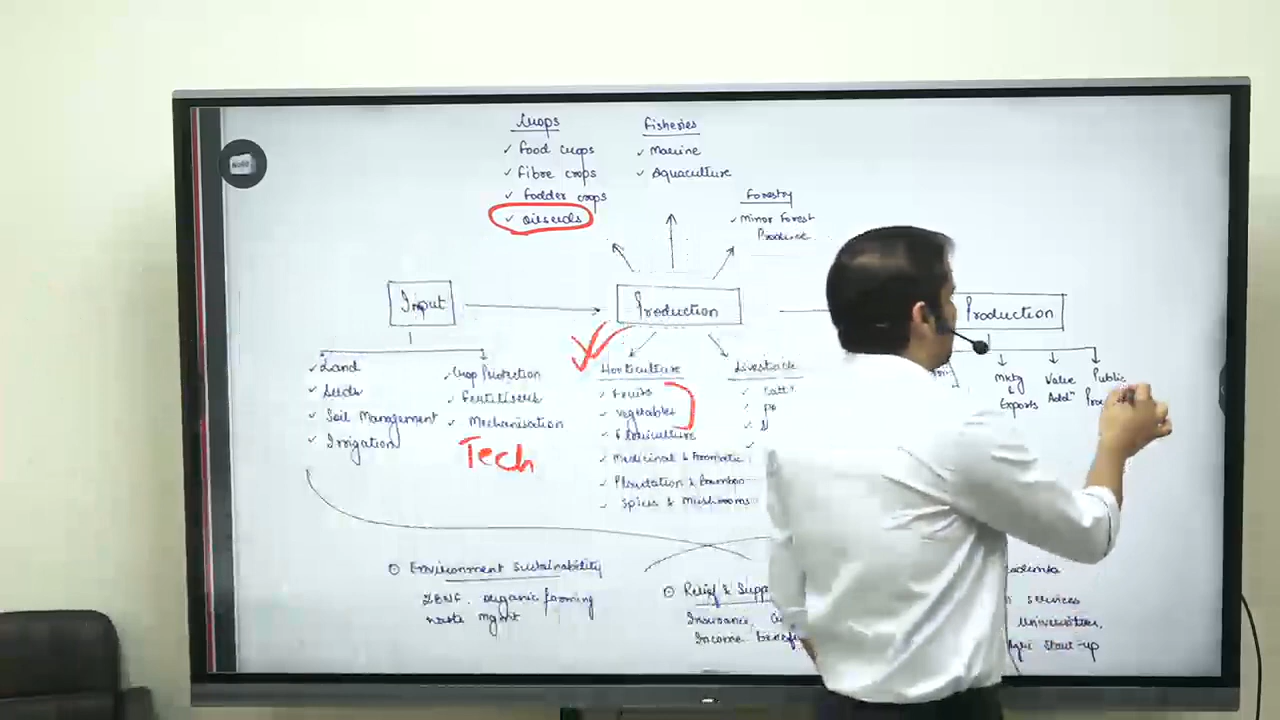 Crops
✓ Food crops
✓ Fibre crops
✓ Fodder crops
✓ Oilseeds
Fisheries
✓ Marine
✓ Aquaculture
Forestry
✓ Minor Forest
Produce
Input
Production
Production
✓ Land
✓ Seeds
✓ Soil Management
✓ Irrigation
✓ Crop Protection
✓ Fertilisers
✓ Mechanisation
Tech
Horticulture
✓ Fruits
✓ Vegetables
✓ Floriculture
✓ Medicinal & Aromatic
✓ Plantation & Bamboo
✓ Spices & Mushrooms
Livestock
Mktg
&
Exports
Value
Addⁿ
Public
Environment Sustainability
ZBNF, organic farming
waste mgmt
Relief &
Insurance,
Income
services
Universities,
Agri Start-up